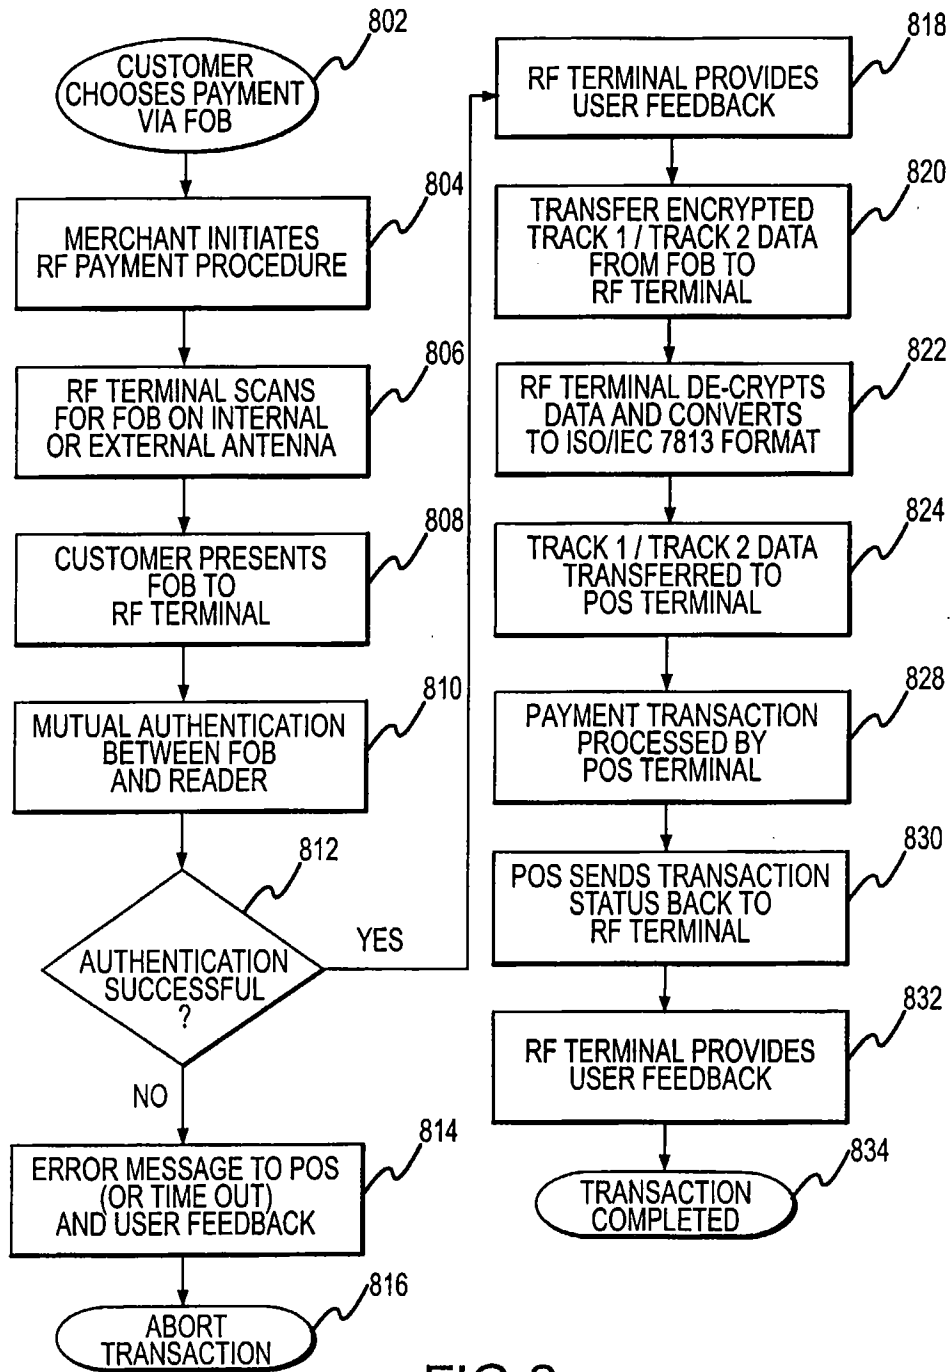 802
CUSTOMER
CHOOSES PAYMENT
VIA FOB
804
MERCHANT INITIATES
RF PAYMENT PROCEDURE
806
RF TERMINAL SCANS
FOR FOB ON INTERNAL
OR EXTERNAL ANTENNA
808
CUSTOMER PRESENTS
FOB TO
RF TERMINAL
810
MUTUAL AUTHENTICATION
BETWEEN FOB
AND READER
812
AUTHENTICATION
SUCCESSFUL
?
YES
NO
814
ERROR MESSAGE TO POS
(OR TIME OUT)
AND USER FEEDBACK
816
ABORT
TRANSACTION
818
RF TERMINAL PROVIDES
USER FEEDBACK
820
TRANSFER ENCRYPTED
TRACK 1 / TRACK 2 DATA
FROM FOB TO
RF TERMINAL
822
RF TERMINAL DE-CRYPTS
DATA AND CONVERTS
TO ISO/IEC 7813 FORMAT
824
TRACK 1 / TRACK 2 DATA
TRANSFERRED TO
POS TERMINAL
828
PAYMENT TRANSACTION
PROCESSED BY
POS TERMINAL
830
POS SENDS TRANSACTION
STATUS BACK TO
RF TERMINAL
832
RF TERMINAL PROVIDES
USER FEEDBACK
834
TRANSACTION
COMPLETED